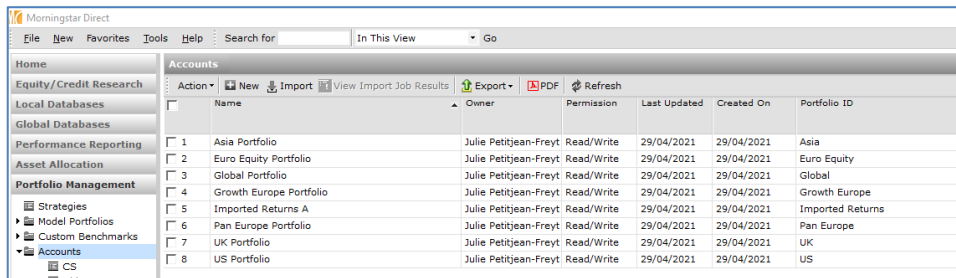 Morningstar Direct
File New Favorites Tools Help Search for In This View Go
Home
Equity/Credit Research
Local Databases
Global Databases
Performance Reporting
Asset Allocation
Portfolio Management
Strategies
Model Portfolios
Custom Benchmarks
Accounts
CS
Accounts
Action New Import View Import Job Results Export PDF Refresh
Name Owner Permission Last Updated Created On Portfolio ID
1 Asia Portfolio Julie Petitjean-Freyt Read/Write 29/04/2021 29/04/2021 Asia
2 Euro Equity Portfolio Julie Petitjean-Freyt Read/Write 29/04/2021 29/04/2021 Euro Equity
3 Global Portfolio Julie Petitjean-Freyt Read/Write 29/04/2021 29/04/2021 Global
4 Growth Europe Portfolio Julie Petitjean-Freyt Read/Write 29/04/2021 29/04/2021 Growth Europe
5 Imported Returns A Julie Petitjean-Freyt Read/Write 29/04/2021 29/04/2021 Imported Returns
6 Pan Europe Portfolio Julie Petitjean-Freyt Read/Write 29/04/2021 29/04/2021 Pan Europe
7 UK Portfolio Julie Petitjean-Freyt Read/Write 29/04/2021 29/04/2021 UK
8 US Portfolio Julie Petitjean-Freyt Read/Write 29/04/2021 29/04/2021 US